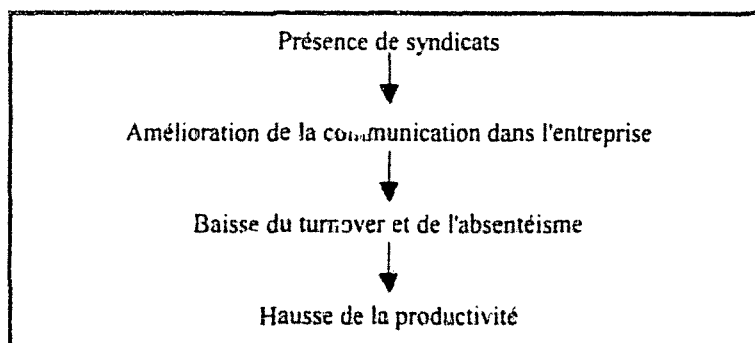 Présence de syndicats
Amélioration de la communication dans l'entreprise
Baisse du turnover et de l'absentéisme
Hausse de la productivité